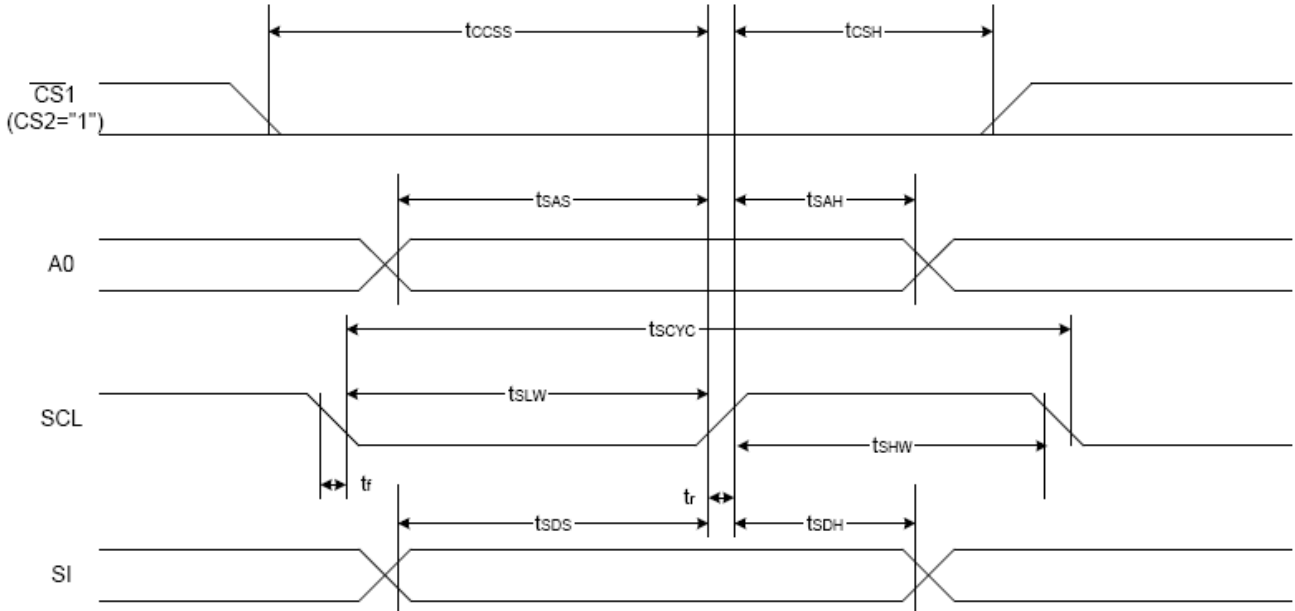 tCCSS tCSH
CS1
(CS2="1")
tSAS tSAH
A0
tSCYC
tSLW
SCL
tSHW
tf
tr
tSDS tSDH
SI